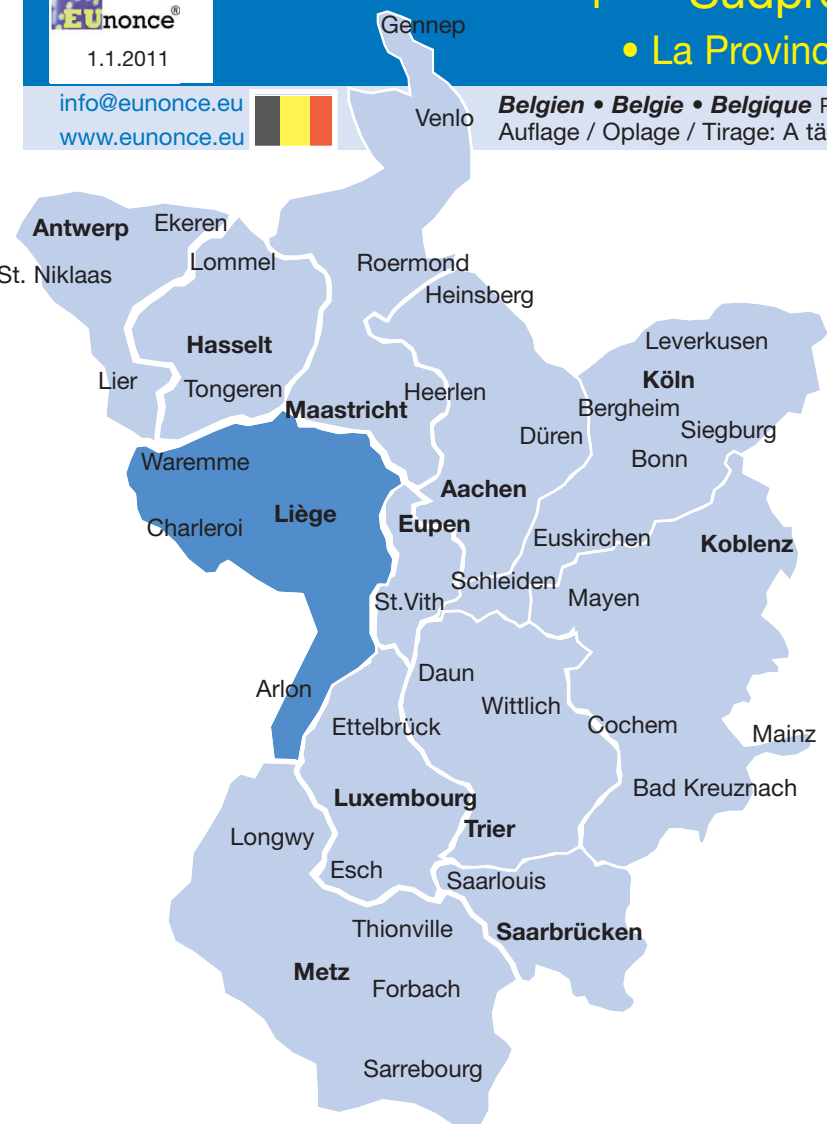 EUnonce®
1.1.2011
Südpro
• La Provinc
info@eunonce.eu
www.eunonce.eu
Belgien • Belgie • Belgique
Auflage / Oplage / Tirage: A tä
Gennep
Venlo
Antwerp
Ekeren
St. Niklaas
Lommel
Roermond
Heinsberg
Hasselt
Leverkusen
Lier
Tongeren
Maastricht
Heerlen
Köln
Bergheim
Düren
Siegburg
Bonn
Waremme
Aachen
Charleroi
Liège
Eupen
Euskirchen
Koblenz
Schleiden
St.Vith
Mayen
Arlon
Daun
Wittlich
Ettelbrück
Cochem
Mainz
Bad Kreuznach
Luxembourg
Trier
Longwy
Esch
Saarlouis
Thionville
Saarbrücken
Metz
Forbach
Sarrebourg